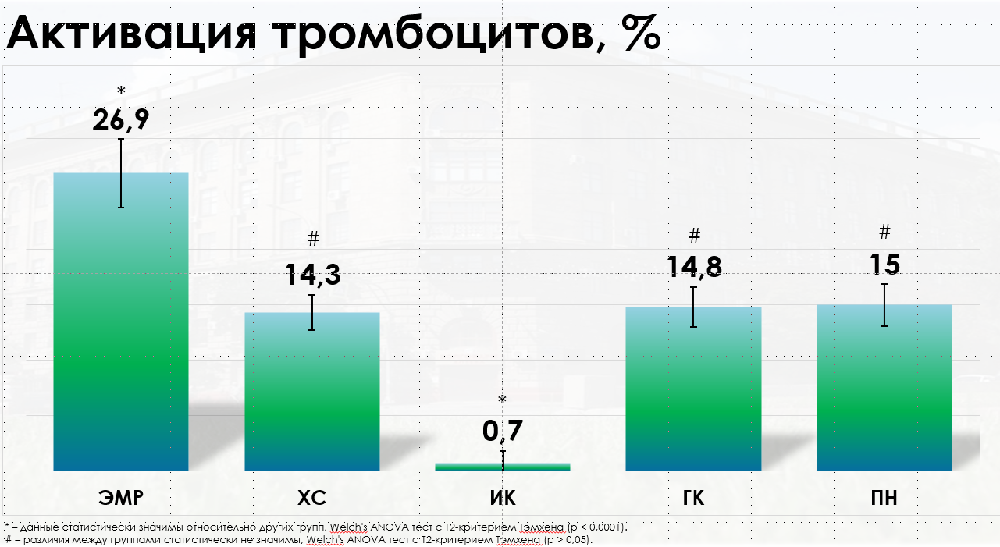 Активация тромбоцитов, %
*
26,9
#
14,3
*
0,7
#
14,8
#
15
ЭМР ХС ИК ГК ПН
* – данные статистически значимы относительно других групп, Welch's ANOVA тест с Т2-критерием Тэмхена (p < 0,0001).
# – различия между группами статистически не значимы, Welch's ANOVA тест с Т2-критерием Тэмхена (p > 0,05).